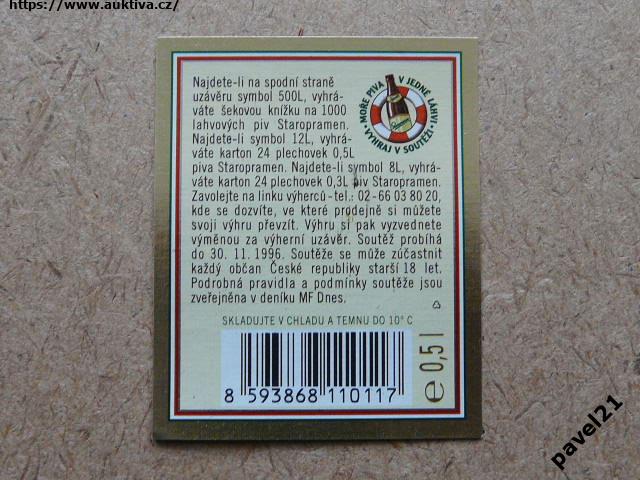 https://www.auktiva.cz/
Najdete-li na spodní straně
uzávěru symbol 500L, vyhrá-
váte šekovou knížku na 1000
lahvových piv Staropramen.
Najdete-li symbol 12L, vyhrá-
váte karton 24 plechovek 0,5L
piva Staropramen. Najdete-li symbol 8L, vyhrá-
váte karton 24 plechovek 0,3L piv Staropramen.
Zavolejte na linku výherců - tel.: 02 - 66 03 80 20,
kde se dozvíte, ve které prodejně si můžete
svoji výhru převzít. Výhru si pak vyzvednete
výměnou za výherní uzávěr. Soutěž probíhá
do 30. 11. 1996. Soutěže se může zúčastnit
každý občan České republiky starší 18 let.
Podrobná pravidla a podmínky soutěže jsou
zveřejněna v deníku MF Dnes.
MOŘE PIVA V JEDNÉ LÁHVI
• VYHRAJ V SOUTĚŽI •
SKLADUJTE V CHLADU A TEMNU DO 10° C
8 593868 110117
℮ 0,5 l
pavel21